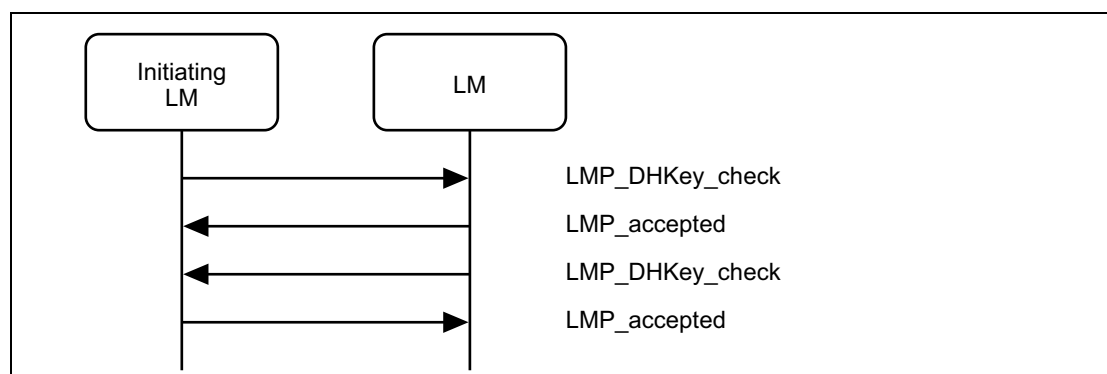 Initiating
LM
LM
LMP_DHKey_check
LMP_accepted
LMP_DHKey_check
LMP_accepted